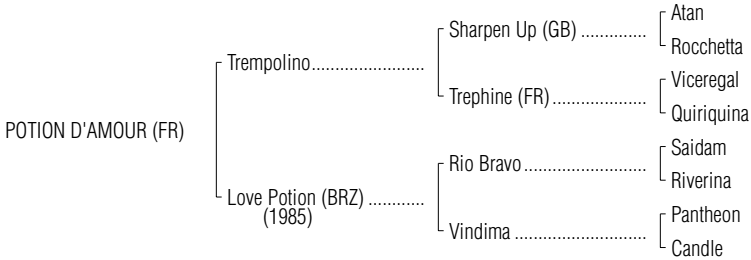 Atan
Sharpen Up (GB) ..............
Rocchetta
Trempolino........................
Viceregal
Trephine (FR)....................
Quiriquina
POTION D'AMOUR (FR)
Saidam
Rio Bravo..........................
Riverina
Love Potion (BRZ) ............
(1985)
Pantheon
Vindima ............................
Candle